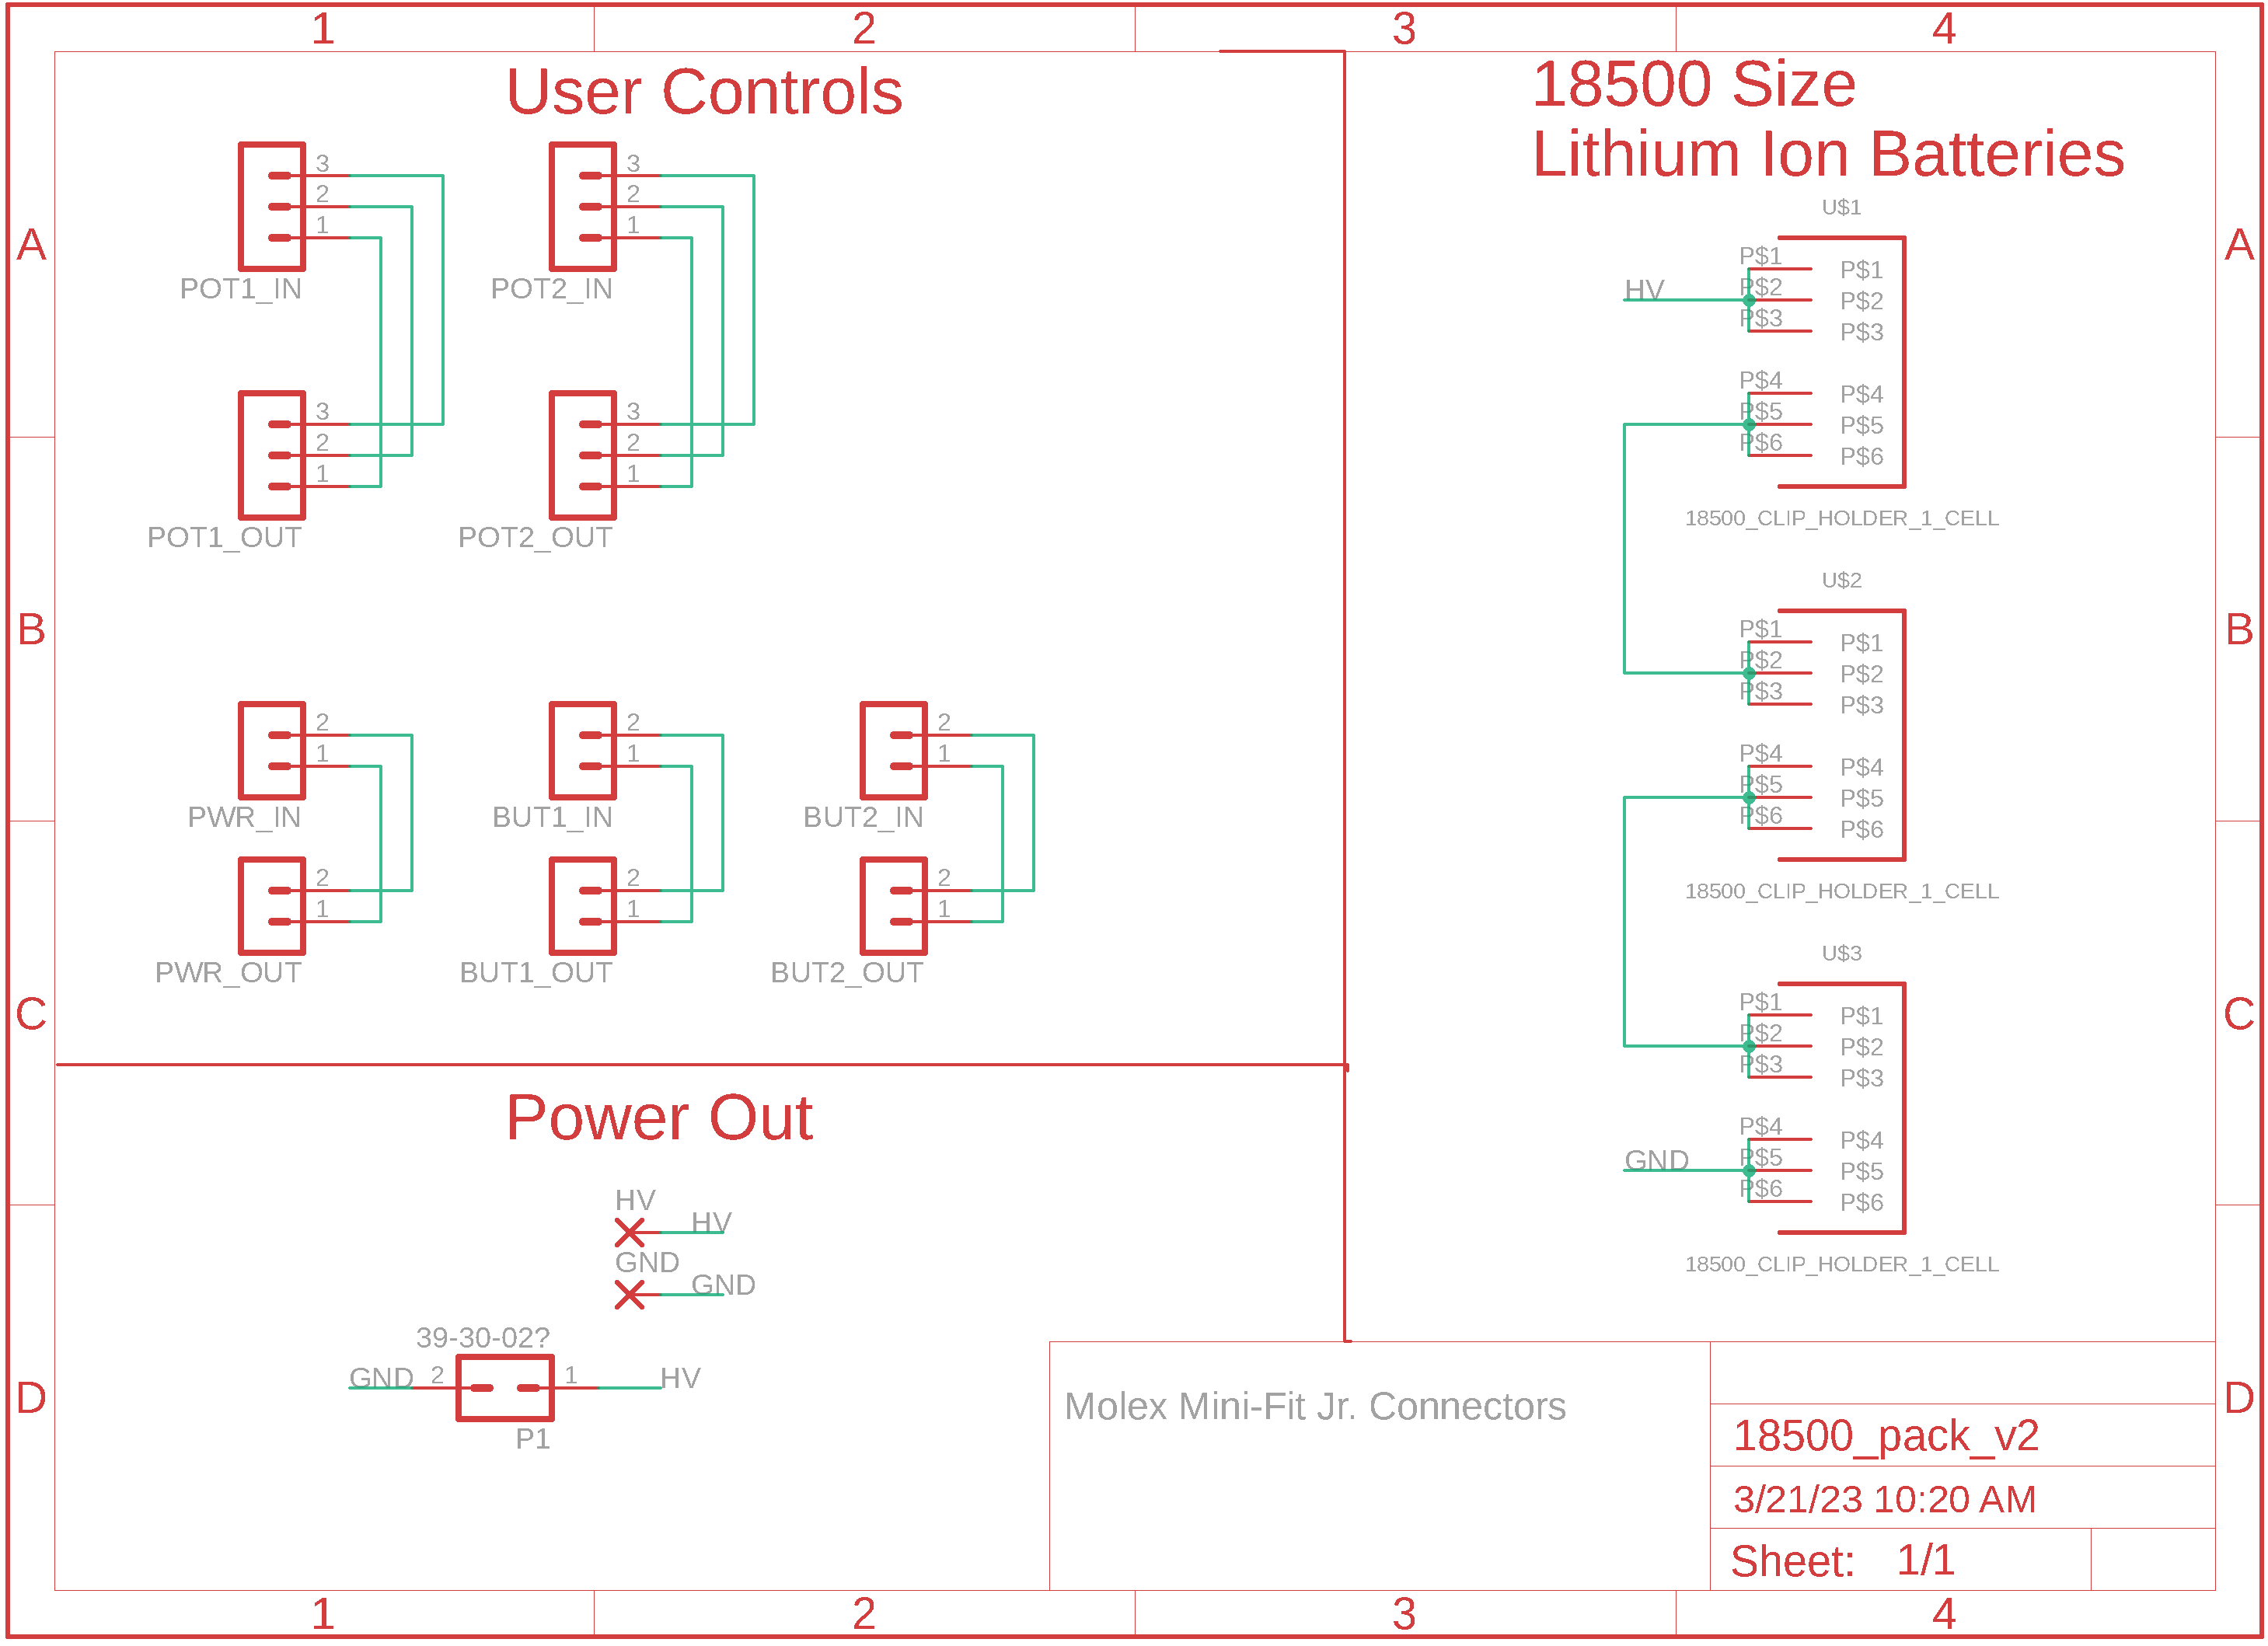 1 2 3 4
User Controls
18500 Size
Lithium Ion Batteries
A
A
3
2
1
POT1_IN
3
2
1
POT2_IN
3
2
1
POT1_OUT
3
2
1
POT2_OUT
U$1
HV
P$1 P$1
P$2 P$2
P$3 P$3
P$4 P$4
P$5 P$5
P$6 P$6
18500_CLIP_HOLDER_1_CELL
B
B
2
1
PWR_IN
2
1
BUT1_IN
2
1
BUT2_IN
2
1
PWR_OUT
2
1
BUT1_OUT
2
1
BUT2_OUT
U$2
P$1 P$1
P$2 P$2
P$3 P$3
P$4 P$4
P$5 P$5
P$6 P$6
18500_CLIP_HOLDER_1_CELL
C
C
U$3
P$1 P$1
P$2 P$2
P$3 P$3
P$4 P$4
GND
P$5 P$5
P$6 P$6
18500_CLIP_HOLDER_1_CELL
Power Out
HV
HV
GND
GND
39-30-02?
GND 2 1 HV
P1
D
D
Molex Mini-Fit Jr. Connectors
18500_pack_v2
3/21/23 10:20 AM
Sheet: 1/1
1 2 3 4